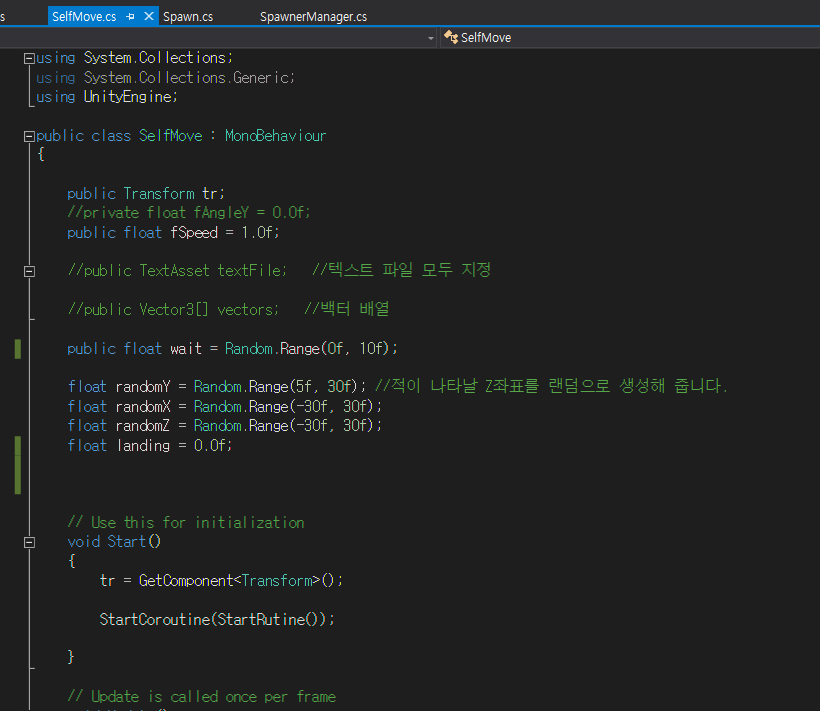 s SelfMove.cs Spawn.cs SpawnerManager.cs
SelfMove
using System.Collections;
using System.Collections.Generic;
using UnityEngine;
public class SelfMove : MonoBehaviour
{
public Transform tr;
//private float fAngleY = 0.0f;
public float fSpeed = 1.0f;
//public TextAsset textFile; //텍스트 파일 모두 지정
//public Vector3[] vectors; //백터 배열
public float wait = Random.Range(0f, 10f);
float randomY = Random.Range(5f, 30f); //적이 나타날 Z좌표를 랜덤으로 생성해 줍니다.
float randomX = Random.Range(-30f, 30f);
float randomZ = Random.Range(-30f, 30f);
float landing = 0.0f;
// Use this for initialization
void Start()
{
tr = GetComponent<Transform>();
StartCoroutine(StartRutine());
}
// Update is called once per frame